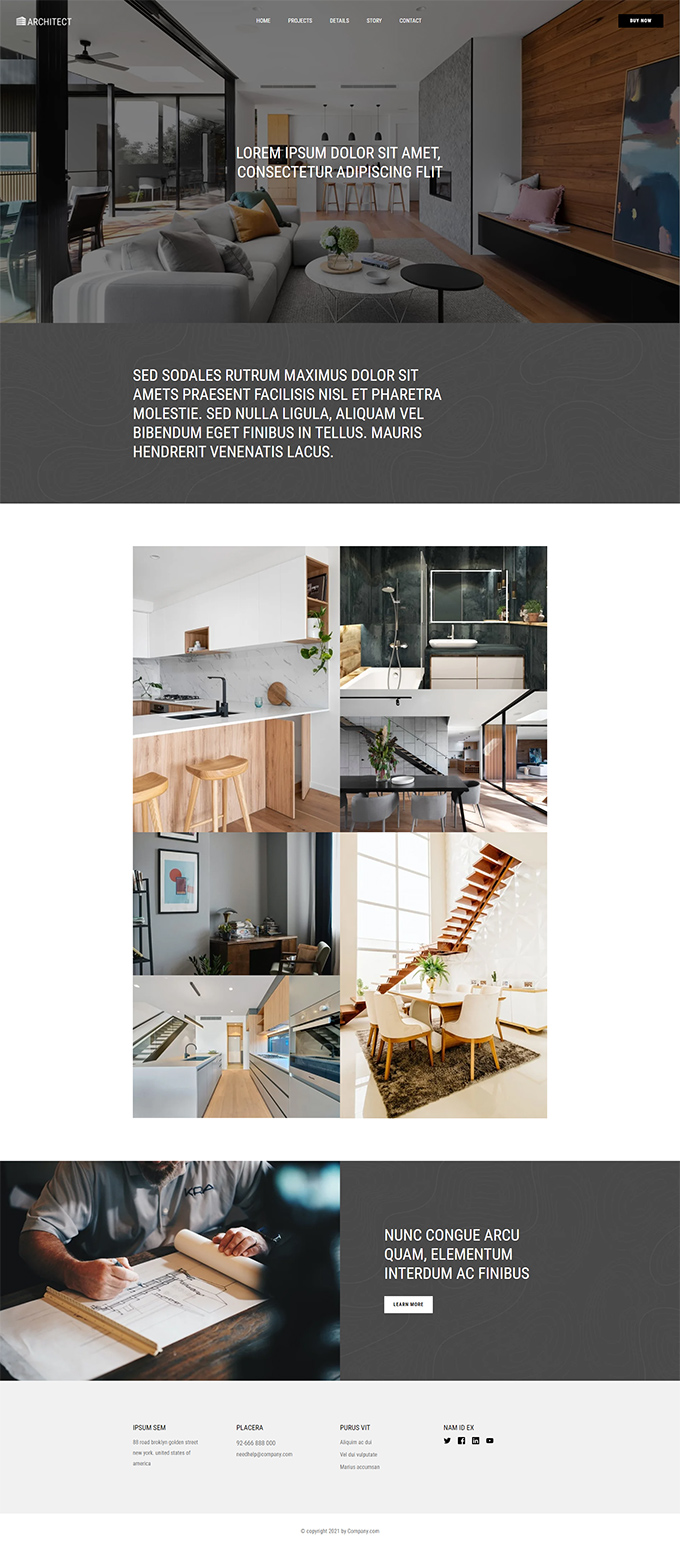 ARCHITECT
HOME PROJECTS DETAILS STORY CONTACT
BUY NOW
LOREM IPSUM DOLOR SIT AMET,
CONSECTETUR ADIPISCING FLIT
SED SODALES RUTRUM MAXIMUS DOLOR SIT
AMETS PRAESENT FACILISIS NISL ET PHARETRA
MOLESTIE. SED NULLA LIGULA, ALIQUAM VEL
BIBENDUM EGET FINIBUS IN TELLUS. MAURIS
HENDRERIT VENENATIS LACUS.
KRA
NUNC CONGUE ARCU
QUAM, ELEMENTUM
INTERDUM AC FINIBUS
LEARN MORE
IPSUM SEM
88 road broklyn golden street
new york. united states of
america
PLACERA
92-666 888 000
needhelp@company.com
PURUS VIT
Aliquim ac dui
Vel dui vulputate
Marius accumsan
NAM ID EX
© copyright 2021 by Company.com